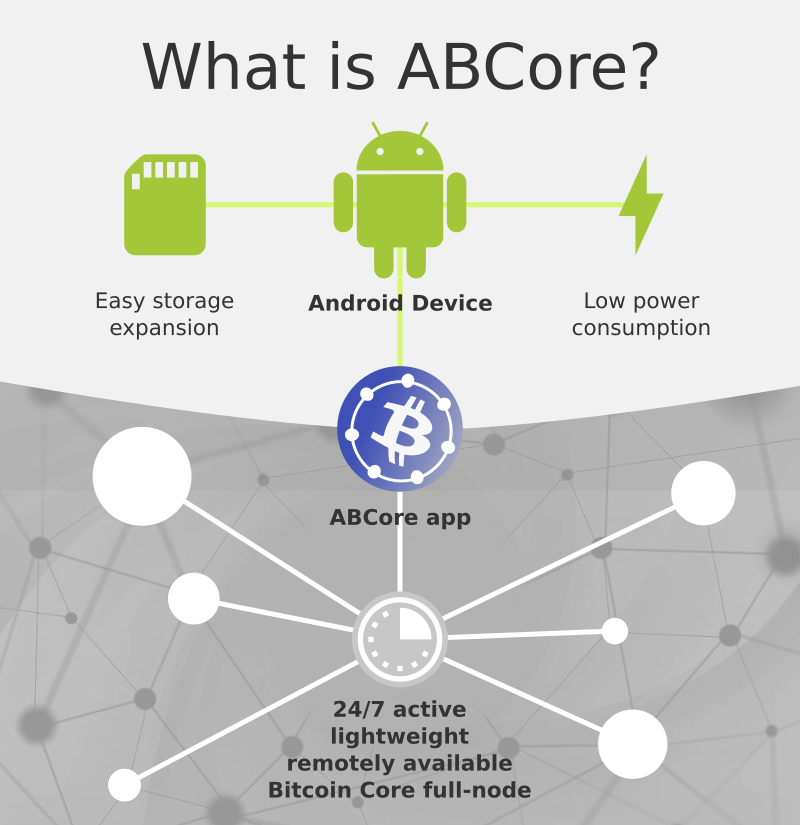 What is ABCore?
Easy storage
expansion
Android Device
Low power
consumption
ABCore app
24/7 active
lightweight
remotely available
Bitcoin Core full-node